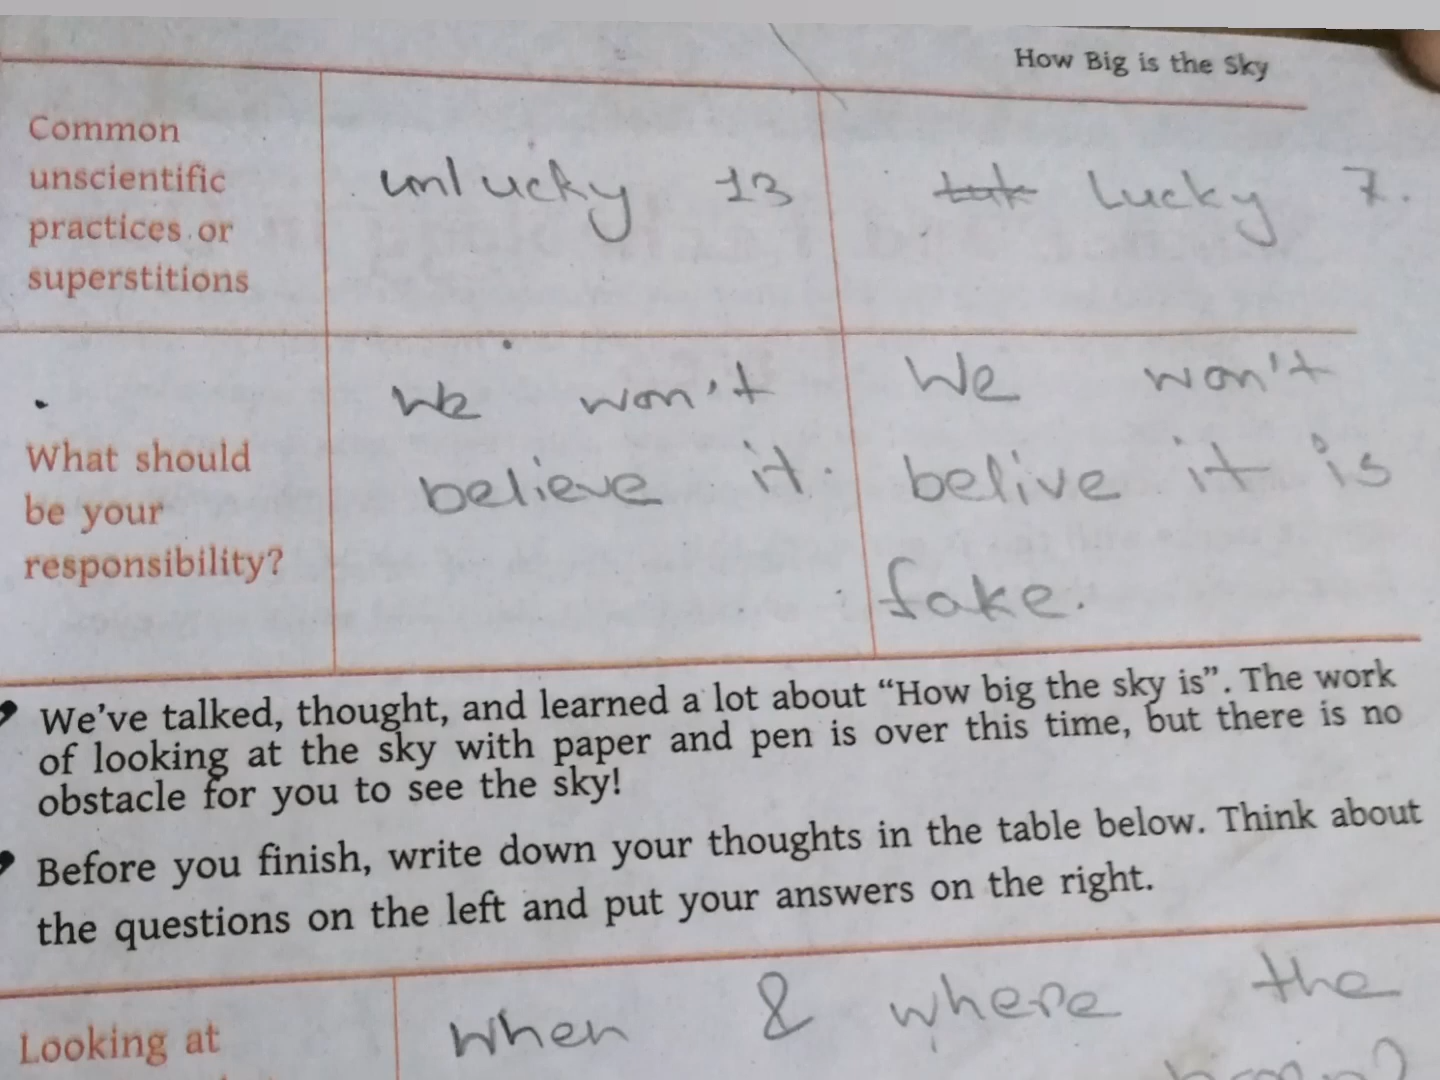 How Big is the Sky
Common
unscientific
practices or
superstitions
unlucky 13
Lucky 7.
What should
be your
responsibility?
We won't
believe it.
We won't
belive it is
fake.
We've talked, thought, and learned a lot about “How big the sky is”. The work
of looking at the sky with paper and pen is over this time, but there is no
obstacle for you to see the sky!
Before you finish, write down your thoughts in the table below. Think about
the questions on the left and put your answers on the right.
Looking at
when & where the